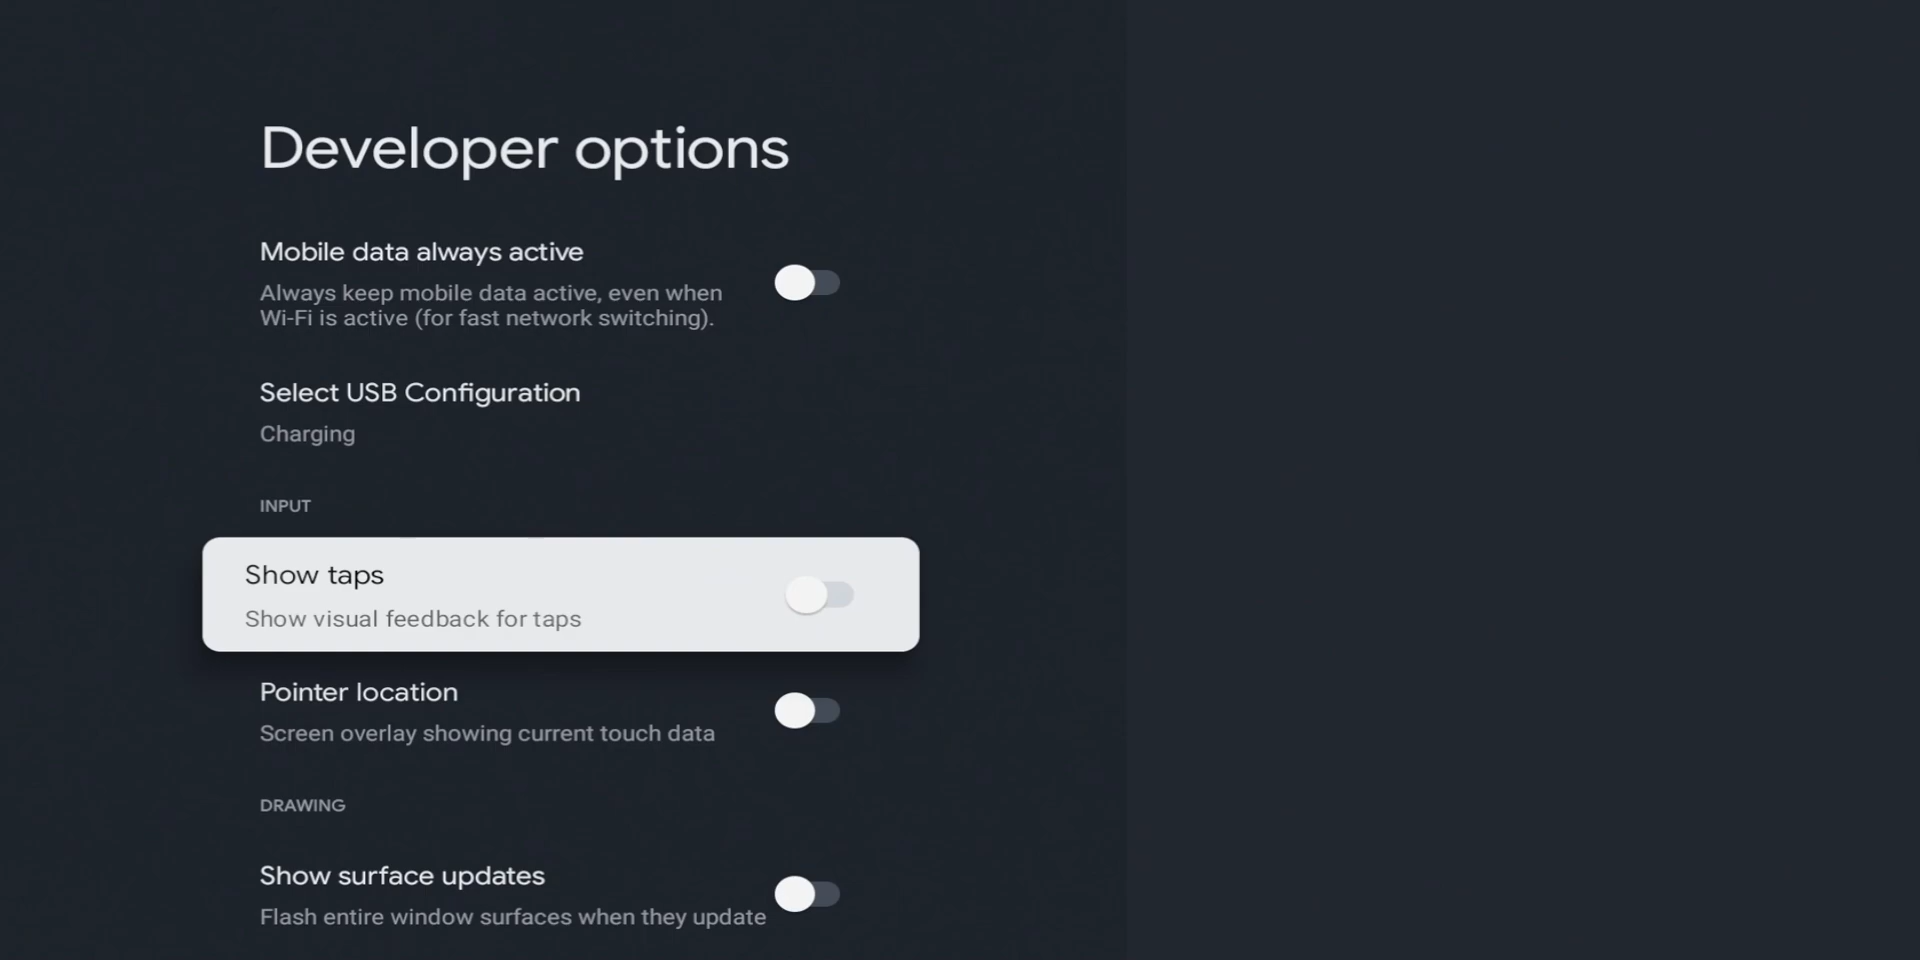 Developer options
Mobile data always active
Always keep mobile data active, even when
Wi-Fi is active (for fast network switching).
Select USB Configuration
Charging
INPUT
Show taps
Show visual feedback for taps
Pointer location
Screen overlay showing current touch data
DRAWING
Show surface updates
Flash entire window surfaces when they update